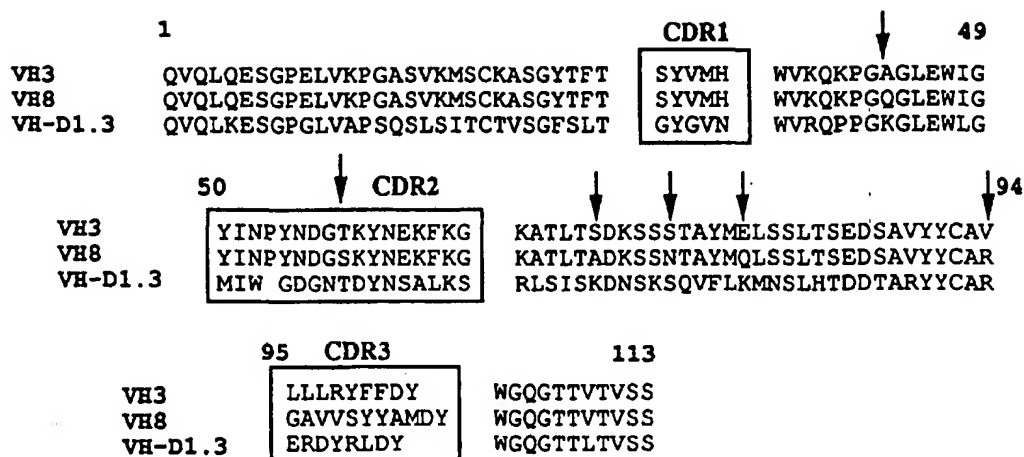 1 CDR1 49
VH3 QVQLQESGPELVKPGASVKMSCKASGYTFT SYVMH WVKQKPGAGLEWIG
VH8 QVQLQESGPELVKPGASVKMSCKASGYTFT SYVMH WVKQKPGQGLEWIG
VH-D1.3 QVQLKESGPGLVAPSQSLSITCTVSGFSLT GYGVN WVRQPPGKGLEWLG
50 CDR2 94
VH3 YINPYNDGTKYNEKFKG KATLTSDKSSSTAYMELSSLTSEDSAVYYCAV
VH8 YINPYNDGSKYNEKFKG KATLTADKSSNTAYMQLSSLTSEDSAVYYCAR
VH-D1.3 MIW GDGNTDYNSALKS RLSISKDNSKSQVFLKMNSLHTDDTARYYCAR
95 CDR3 113
VH3 LLLRYFFDY WGQGTTVTVSS
VH8 GAVVSYYAMDY WGQGTTVTVSS
VH-D1.3 ERDYRLDY WGQGTTLTVSS